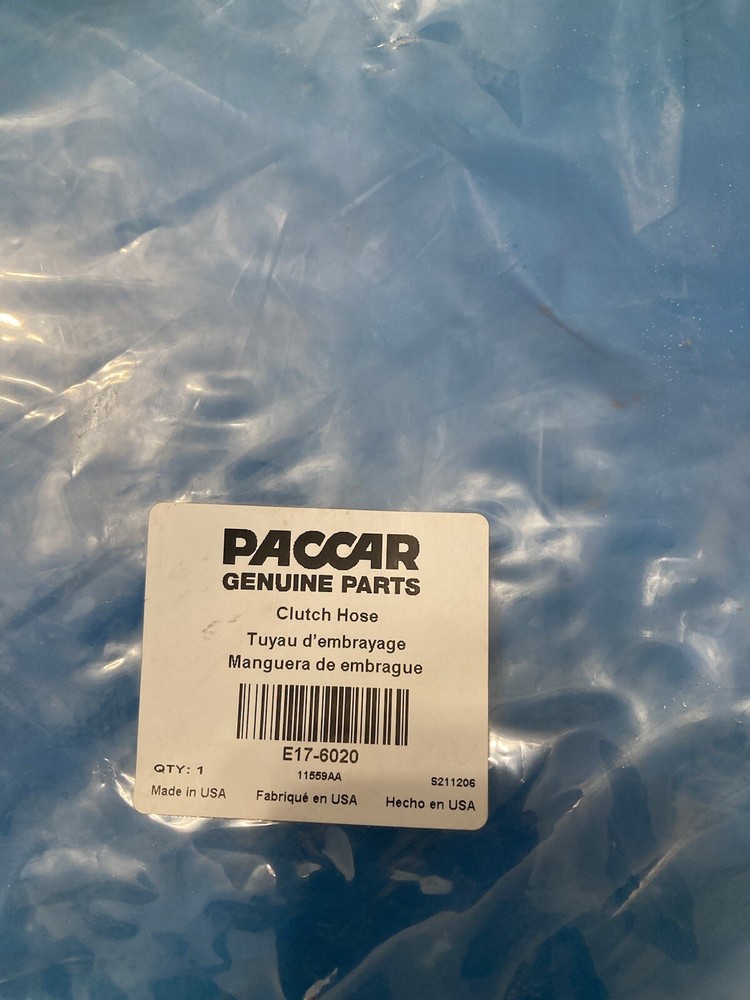 PACCAR
GENUINE PARTS
Clutch Hose
Tuyau d'embrayage
Manguera de embrague
E17-6020
QTY: 1 11559AA S211206
Made in USA Fabriqué en USA Hecho en USA